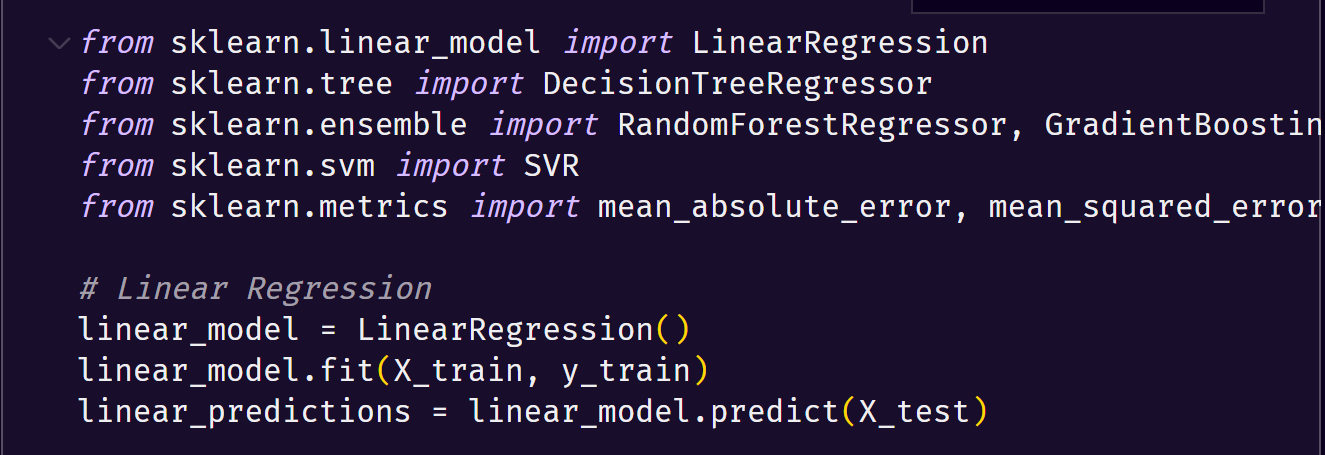 from sklearn.linear_model import LinearRegression
from sklearn.tree import DecisionTreeRegressor
from sklearn.ensemble import RandomForestRegressor, GradientBoostin
from sklearn.svm import SVR
from sklearn.metrics import mean_absolute_error, mean_squared_error
# Linear Regression
linear_model = LinearRegression()
linear_model.fit(X_train, y_train)
linear_predictions = linear_model.predict(X_test)